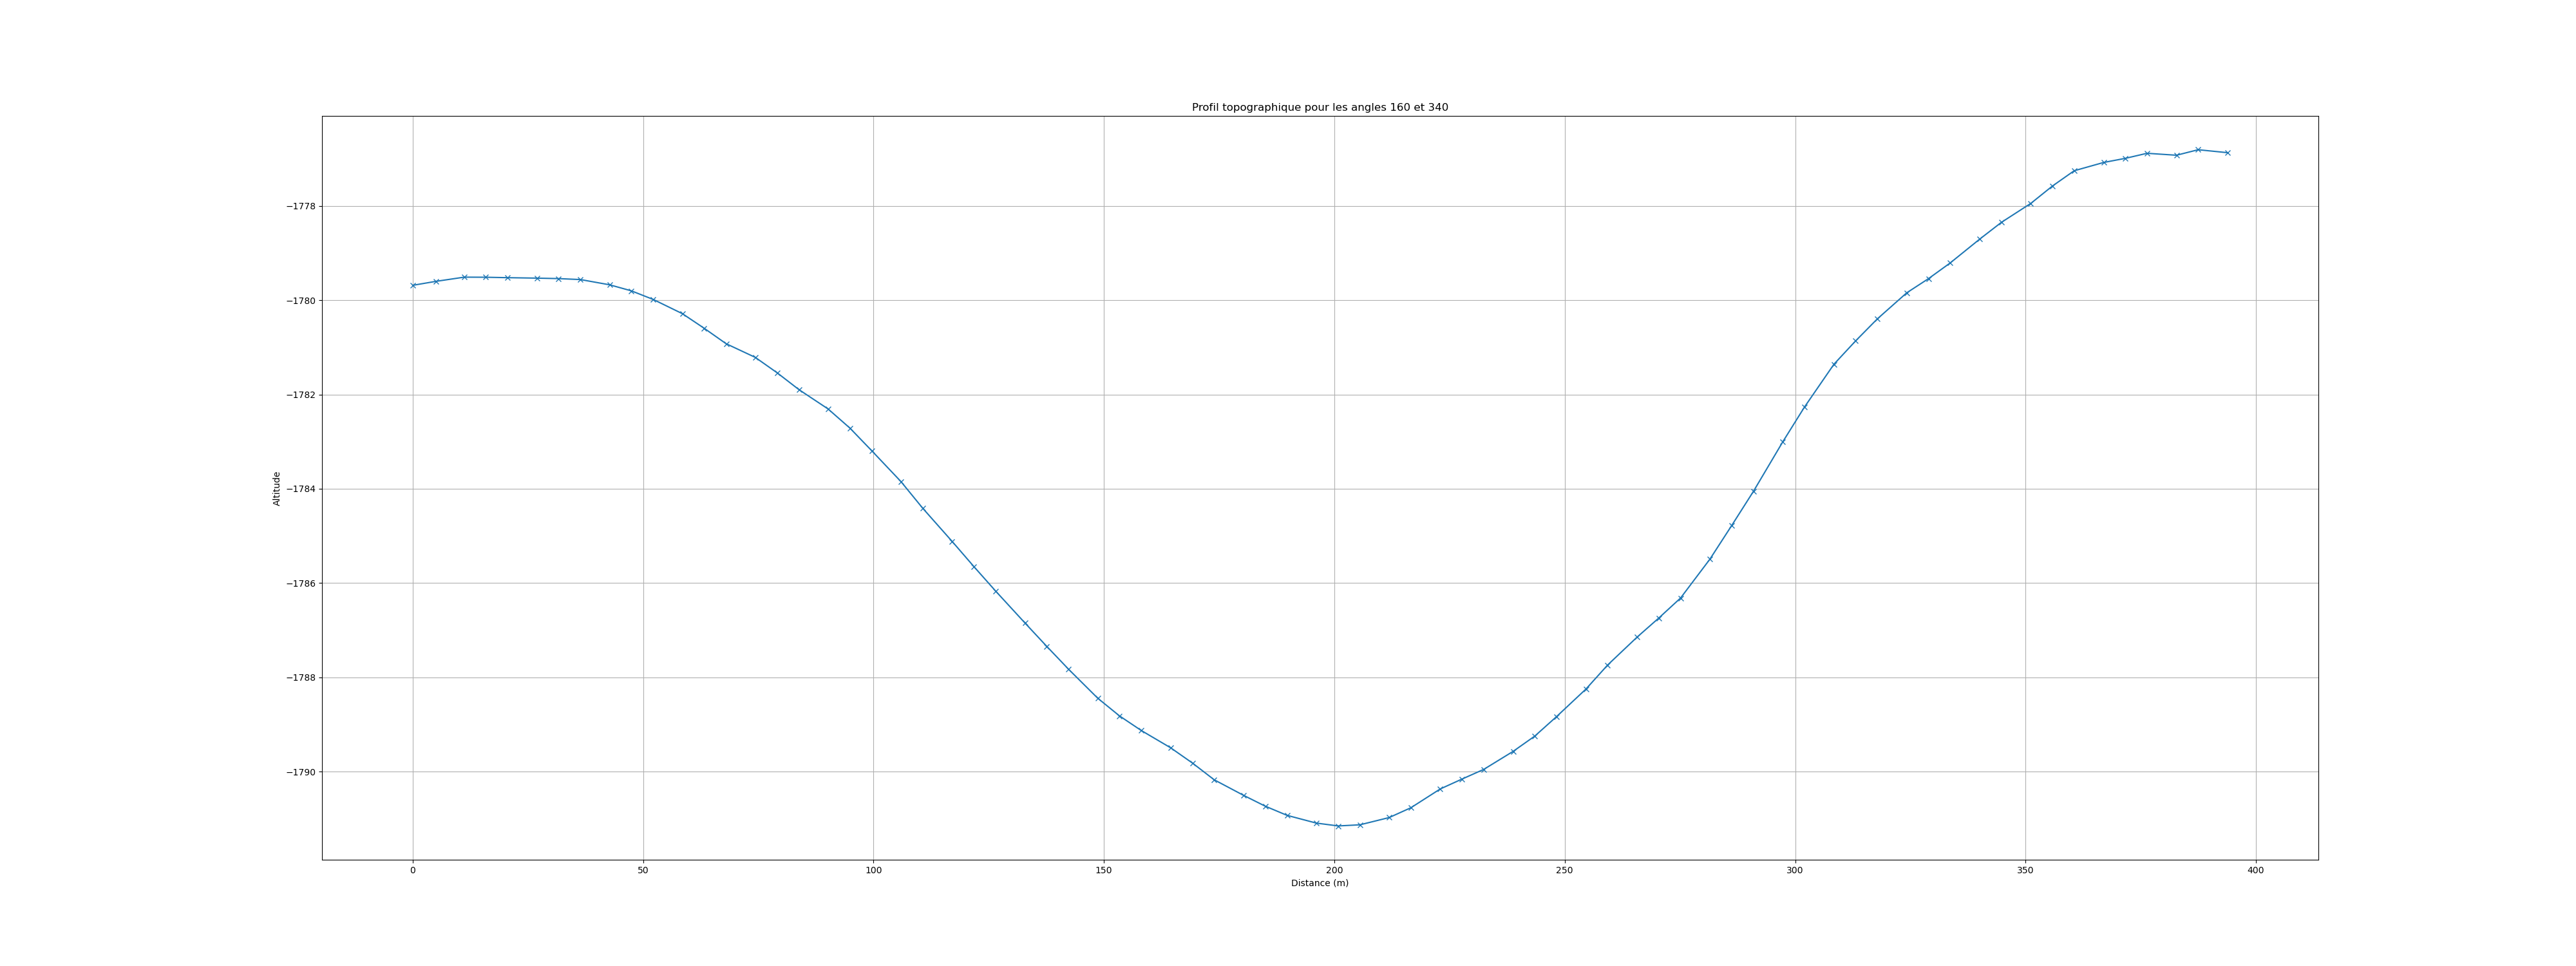 Profil topographique pour les angles 160 et 340
Altitude
−1778
−1780
−1782
−1784
−1786
−1788
−1790
0 50 100 150 200 250 300 350 400
Distance (m)